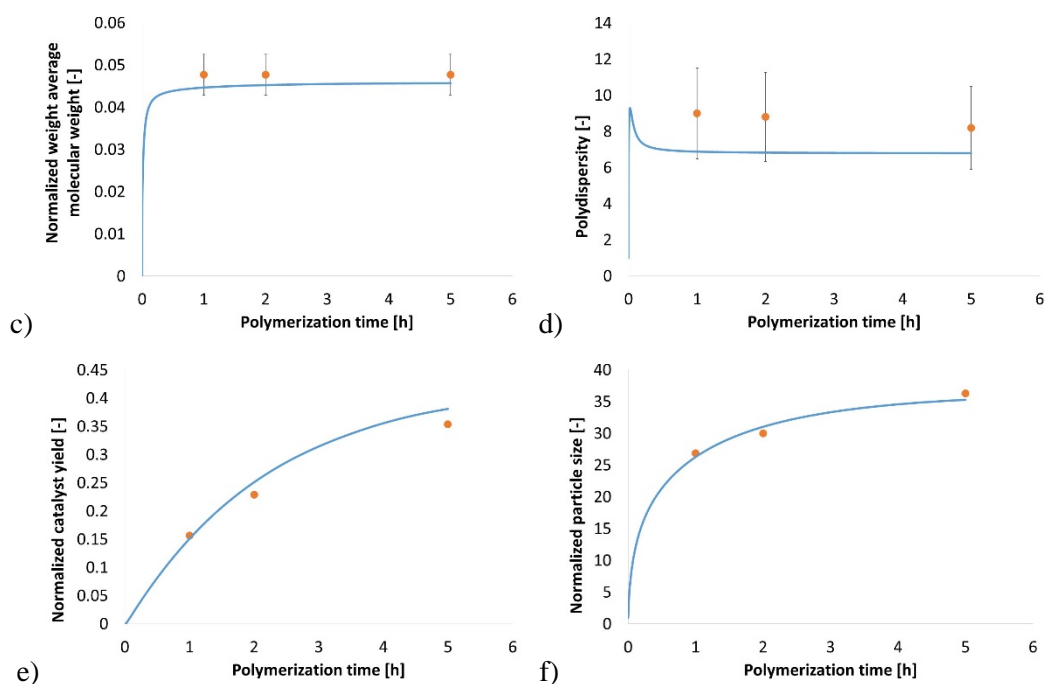 Normalized weight average
molecular weight [-]
0.06
0.05
0.04
0.03
0.02
0.01
0
0 1 2 3 4 5 6
Polymerization time [h]
c)
Polydispersity [-]
14
12
10
8
6
4
2
0
0 1 2 3 4 5 6
Polymerization time [h]
d)
Normalized catalyst yield [-]
0.45
0.4
0.35
0.3
0.25
0.2
0.15
0.1
0.05
0
0 1 2 3 4 5 6
Polymerization time [h]
e)
Normalized particle size [-]
40
35
30
25
20
15
10
5
0
0 1 2 3 4 5 6
Polymerization time [h]
f)